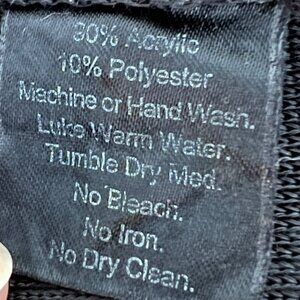 90% Acrylic
10% Polyester
Machine or Hand Wash.
Luke Warm Water.
Tumble Dry Med.
No Bleach.
No Iron.
No Dry Clean.